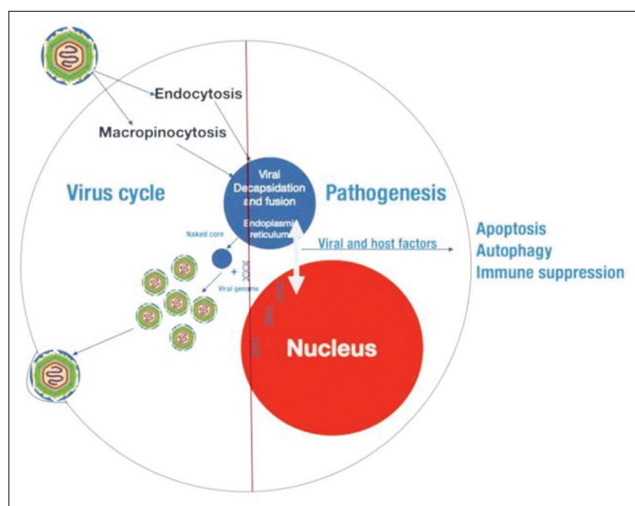 Endocytosis
Macropinocytosis
Virus cycle
Viral
Decapsidation
and fusion
Endoplasmic
reticulum
Pathogenesis
Naked core
Viral genome
Viral and host factors
Apoptosis
Autophagy
Immune suppression
Nucleus